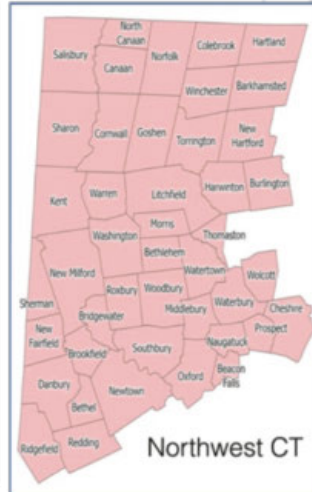 North
Canaan
Colebrook
Hartland
Salisbury
Norfolk
Canaan
Winchester
Barkhamsted
Sharon
Cornwall
Goshen
Torrington
New
Hartford
Kent
Warren
Litchfield
Harwinton
Burlington
Morris
Washington
Thomaston
Bethlehem
New Milford
Watertown
Wolcott
Roxbury
Woodbury
Sherman
Bridgewater
Middlebury
Waterbury
Cheshire
New
Fairfield
Prospect
Brookfield
Southbury
Naugatuck
Danbury
Oxford
Beacon
Falls
Newtown
Bethel
Ridgefield
Redding
Northwest CT